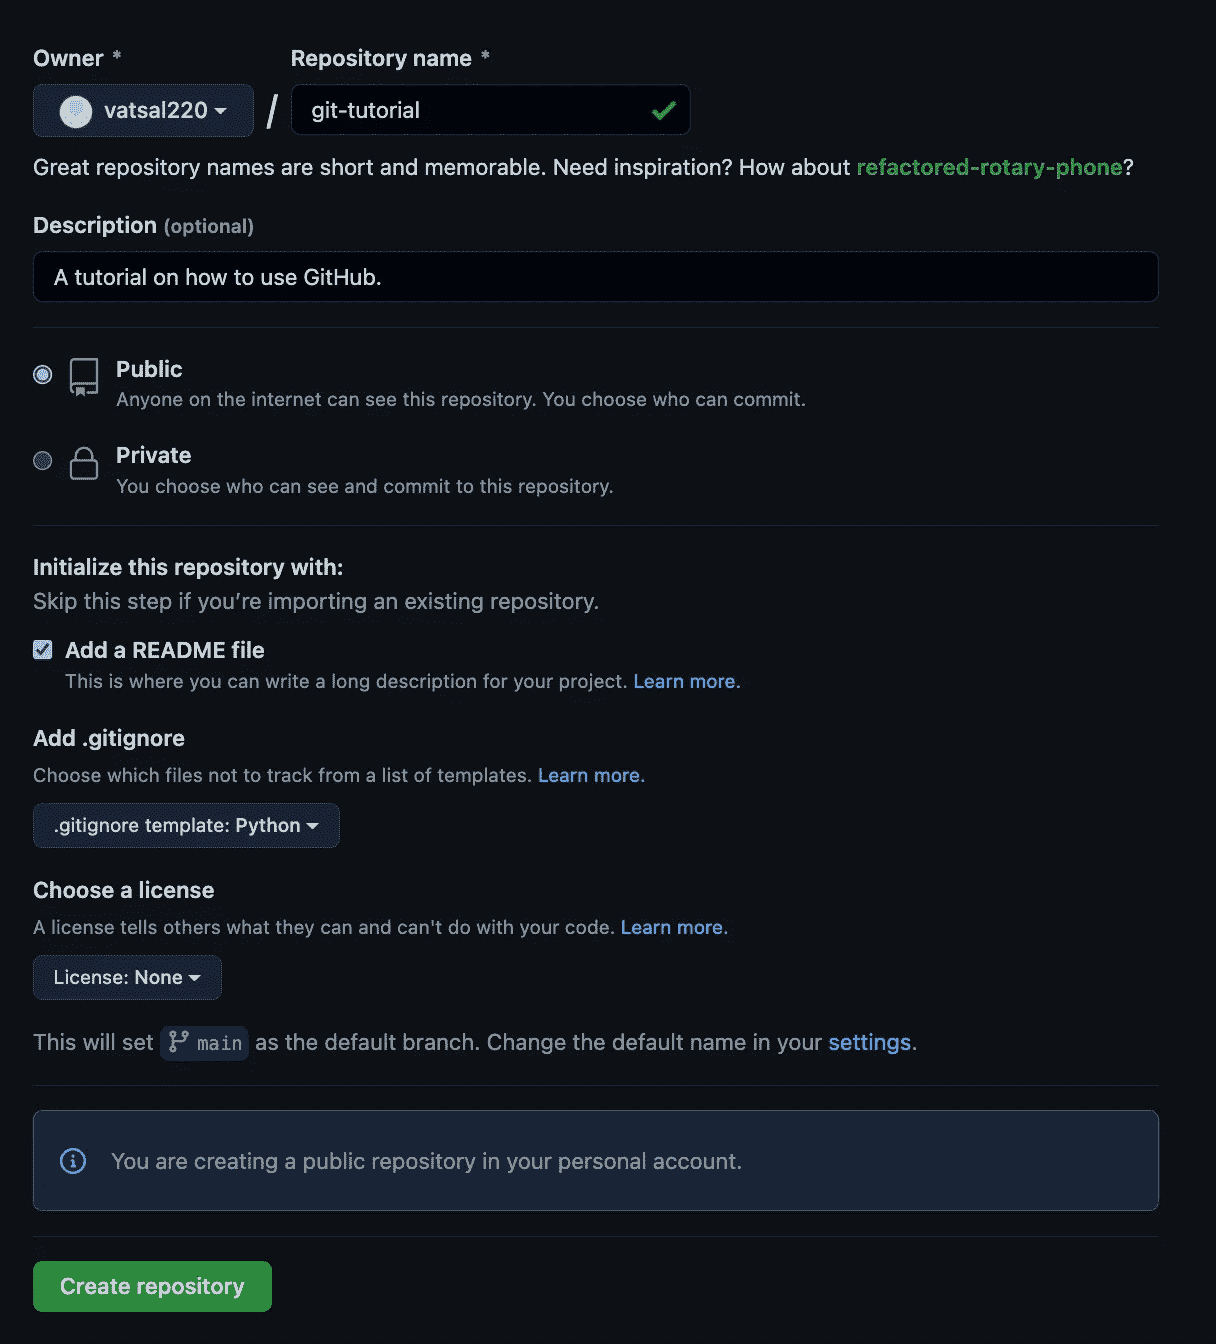 Owner * Repository name *
vatsal220 / git-tutorial
Great repository names are short and memorable. Need inspiration? How about refactored-rotary-phone?
Description (optional)
A tutorial on how to use GitHub.
Public
Anyone on the internet can see this repository. You choose who can commit.
Private
You choose who can see and commit to this repository.
Initialize this repository with:
Skip this step if you’re importing an existing repository.
Add a README file
This is where you can write a long description for your project. Learn more.
Add .gitignore
Choose which files not to track from a list of templates. Learn more.
.gitignore template: Python
Choose a license
A license tells others what they can and can't do with your code. Learn more.
License: None
This will set main as the default branch. Change the default name in your settings.
You are creating a public repository in your personal account.
Create repository